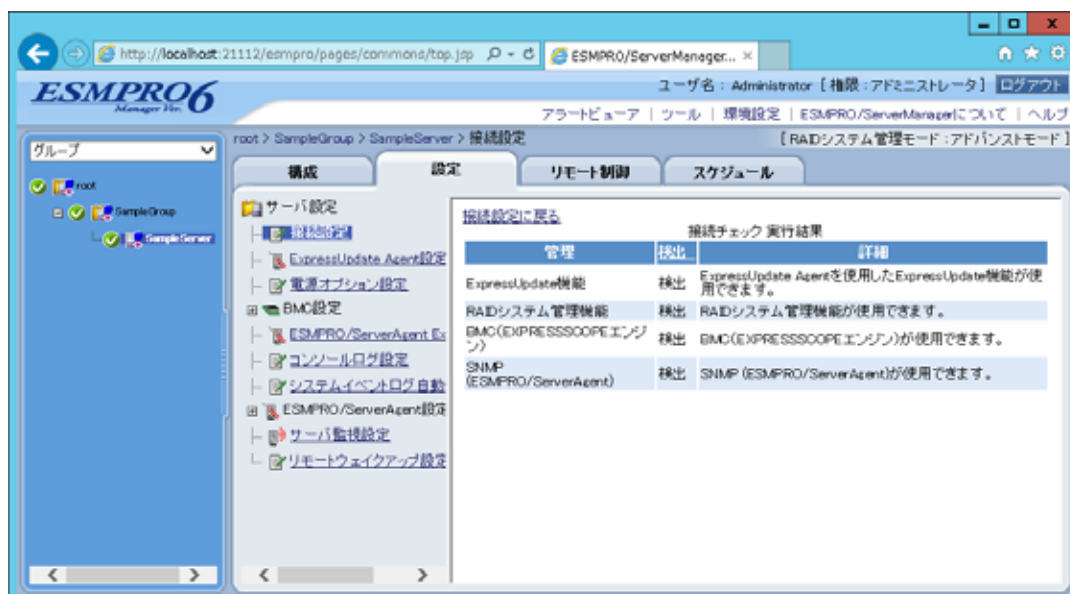 http://localhost:21112/esmpro/pages/commons/top.jsp
ESMPRO/ServerManager...
ESMPRO6
Manager Ver.
ユーザ名 : Administrator [ 権限 : アドミニストレータ ] ログアウト
アラートビューア | ツール | 環境設定 | ESMPRO/ServerManagerについて | ヘルプ
グループ
root > SampleGroup > SampleServer > 接続設定
[ RAIDシステム管理モード : アドバンストモード ]
構成
設定
リモート制御
スケジュール
root
SampleGroup
SampleServer
サーバ設定
接続設定
ExpressUpdate Agent設定
電源オプション設定
BMC設定
ESMPRO/ServerAgent Ex
コンソールログ設定
システムイベントログ自動
ESMPRO/ServerAgent設定
サーバ監視設定
リモートウェイクアップ設定
接続設定に戻る
接続チェック 実行結果
管理 検出 詳細
ExpressUpdate機能 検出 ExpressUpdate Agentを使用したExpressUpdate機能が使
用できます。
RAIDシステム管理機能 検出 RAIDシステム管理機能が使用できます。
BMC(EXPRESSSCOPEエンジ
ン) 検出 BMC(EXPRESSSCOPEエンジン)が使用できます。
SNMP
(ESMPRO/ServerAgent) 検出 SNMP (ESMPRO/ServerAgent)が使用できます。